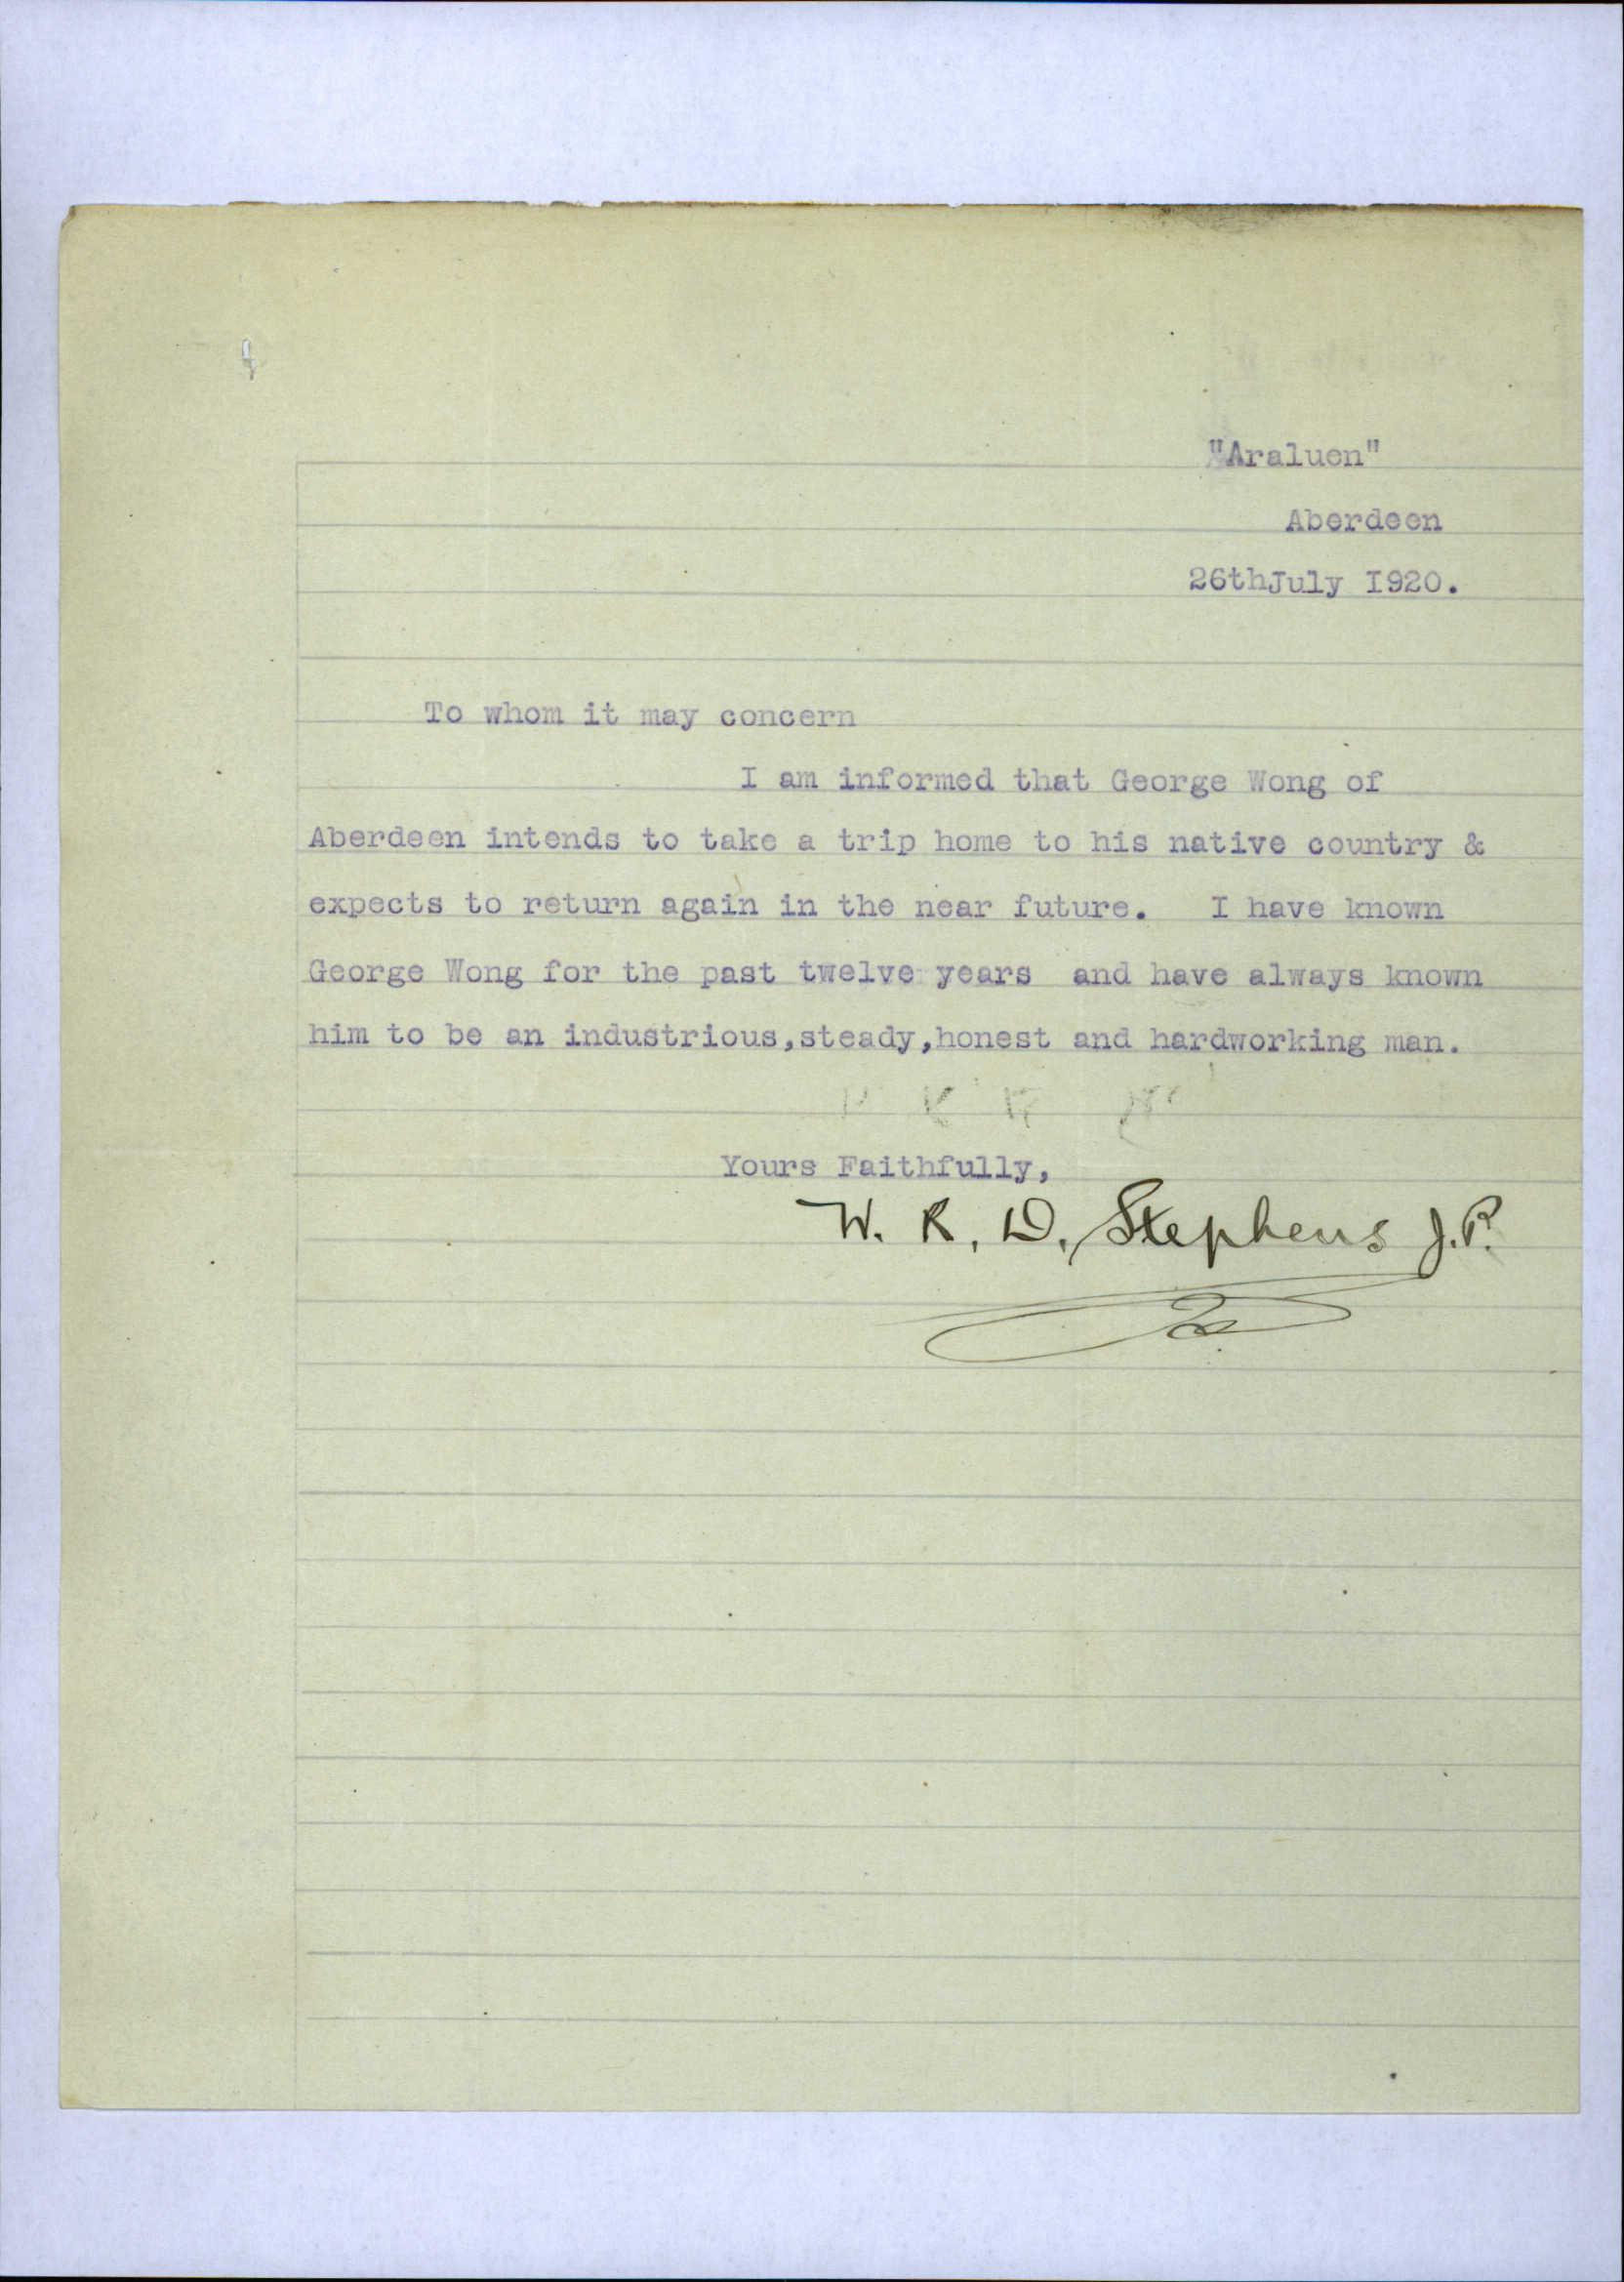 "Araluen"
Aberdeen
26thJuly I920.
To whom it may concern
I am informed that George Wong of
Aberdeen intends to take a trip home to his native country &
expects to return again in the near future. I have known
George Wong for the past twelve years and have always known
him to be an industrious,steady,honest and hardworking man.
Yours Faithfully,
W. R. D. Stephens J.P.